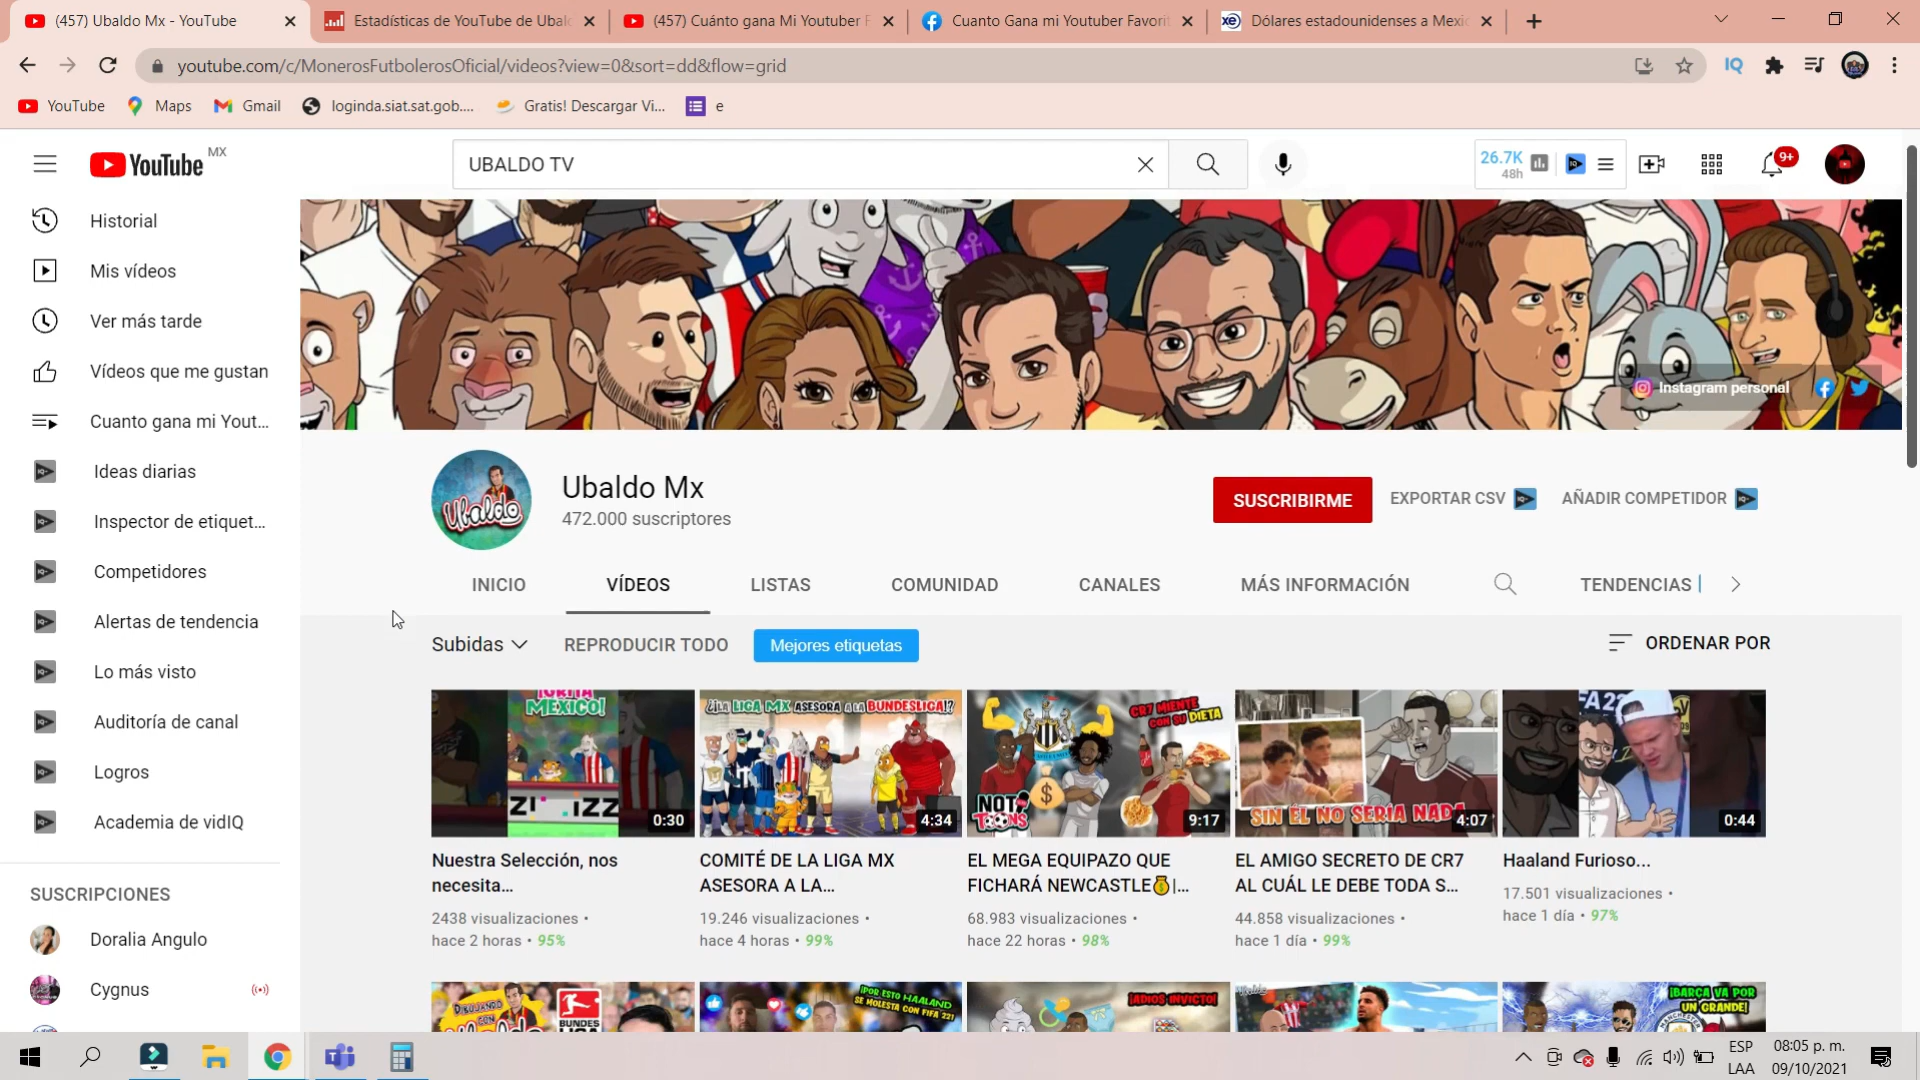 (457) Ubaldo Mx - YouTube
Estadísticas de YouTube de Ubald
(457) Cuánto gana Mi Youtuber F
Cuanto Gana mi Youtuber Favorit
Dólares estadounidenses a Mexic
youtube.com/c/MonerosFutbolerosOficial/videos?view=0&sort=dd&flow=grid
YouTube
Maps
Gmail
loginda.siat.sat.gob....
Gratis! Descargar Vi...
e
YouTube MX
UBALDO TV
26.7K
48h
9+
Historial
Mis vídeos
Ver más tarde
Vídeos que me gustan
Cuanto gana mi Yout...
Ideas diarias
Inspector de etiquet...
Competidores
Alertas de tendencia
Lo más visto
Auditoría de canal
Logros
Academia de vidIQ
SUSCRIPCIONES
Doralia Angulo
Cygnus
Instagram personal
Ubaldo
Ubaldo Mx
472.000 suscriptores
SUSCRIBIRME
EXPORTAR CSV
AÑADIR COMPETIDOR
INICIO
VÍDEOS
LISTAS
COMUNIDAD
CANALES
MÁS INFORMACIÓN
TENDENCIAS |
Subidas
REPRODUCIR TODO
Mejores etiquetas
ORDENAR POR
¡GRITA
MÉXICO!
0:30
¿¡LA LIGA MX ASESORA A LA BUNDESLIGA!?
4:34
CR7 MIENTE
CON SU DIETA
NOT
TOONS
9:17
SIN ÉL NO SERÍA NADA
4:07
FA 22
0:44
Nuestra Selección, nos
necesita...
2438 visualizaciones •
hace 2 horas • 95%
COMITÉ DE LA LIGA MX
ASESORA A LA...
19.246 visualizaciones •
hace 4 horas • 99%
EL MEGA EQUIPAZO QUE
FICHARÁ NEWCASTLE💰|...
68.983 visualizaciones •
hace 22 horas • 98%
EL AMIGO SECRETO DE CR7
AL CUÁL LE DEBE TODA S...
44.858 visualizaciones •
hace 1 día • 99%
Haaland Furioso...
17.501 visualizaciones •
hace 1 día • 97%
DIBUJANDO
CON
BUNDES
¡POR ESTO HAALAND
SE MOLESTA CON FIFA 22!
¡ADIOS INVICTO!
Ubaldo
¡BARCA VA POR
UN GRANDE!
ESP
LAA
08:05 p. m.
09/10/2021